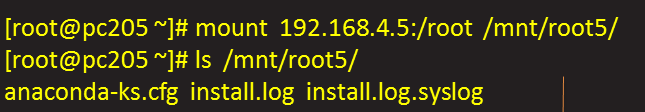 [root@pc205 ~]# mount 192.168.4.5:/root /mnt/root5/
[root@pc205 ~]# ls /mnt/root5/
anaconda-ks.cfg install.log install.log.syslog